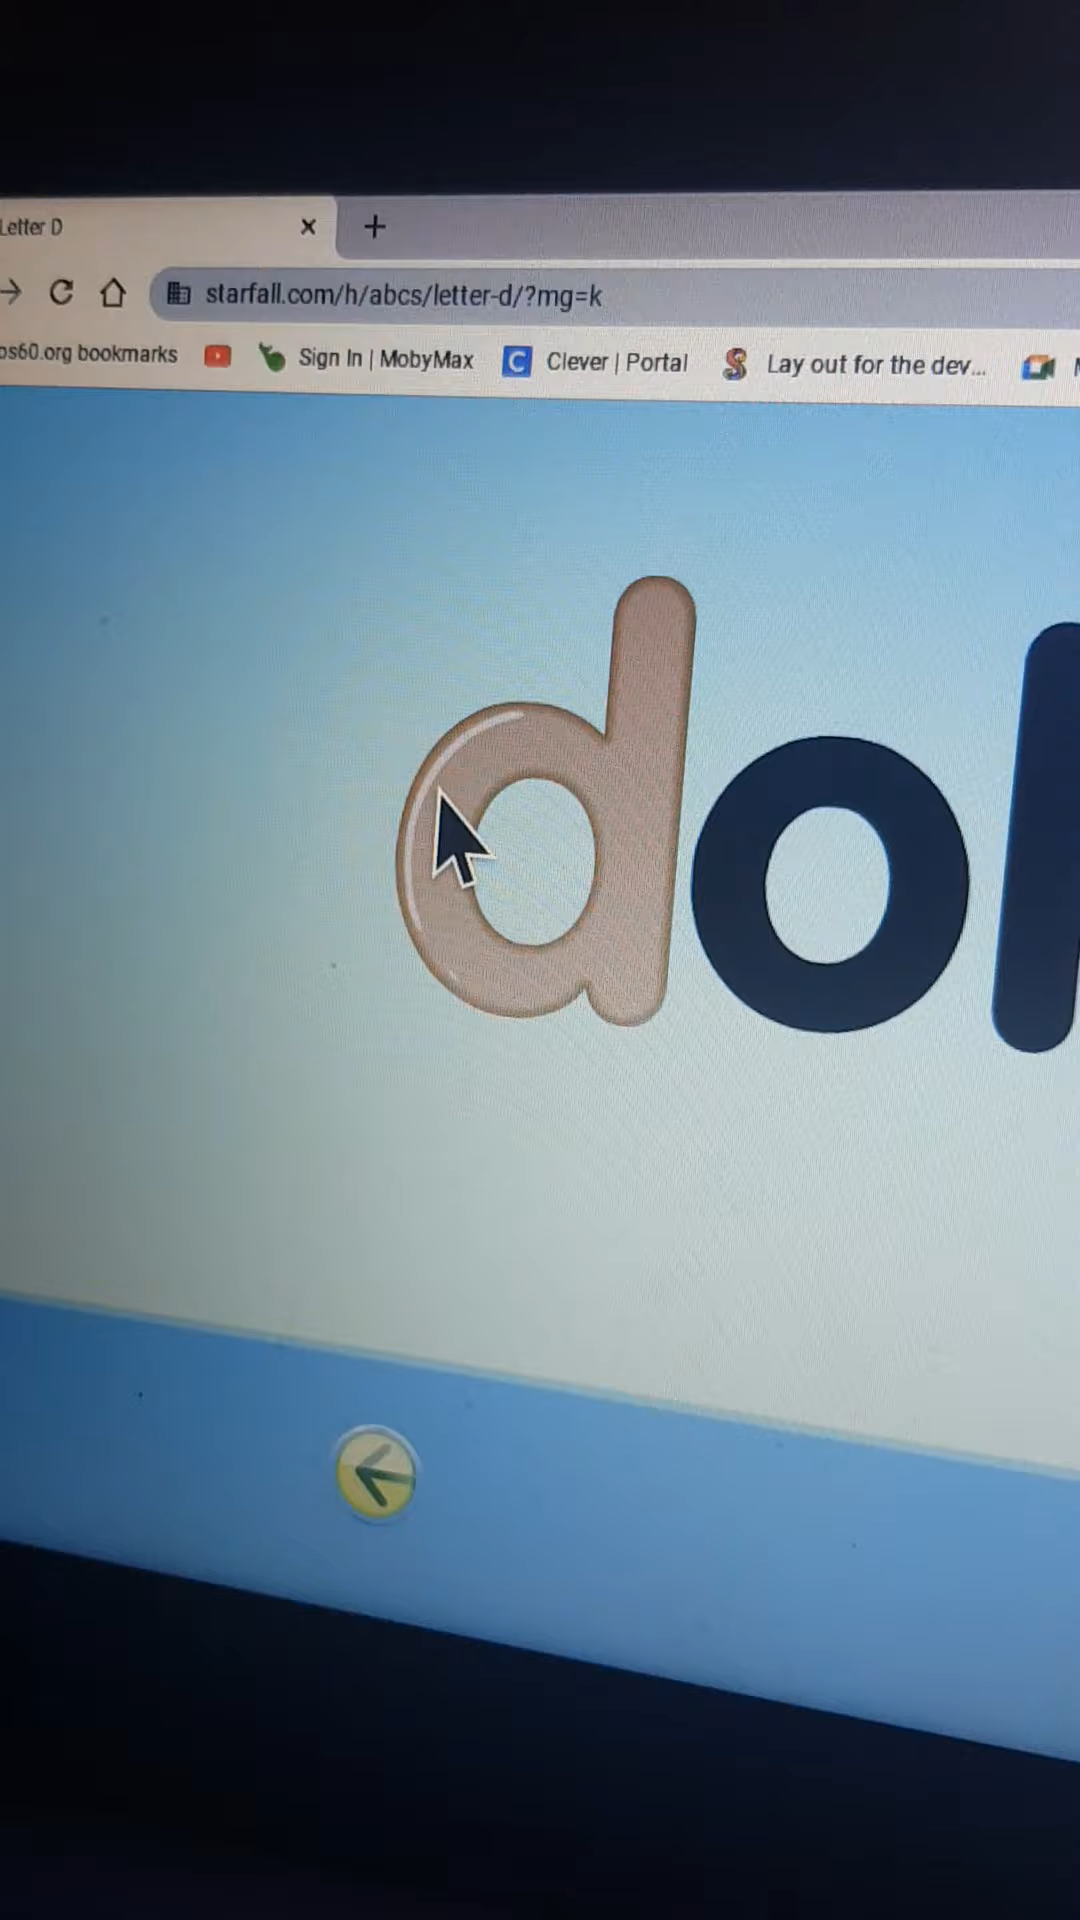 Letter D
starfall.com/h/abcs/letter-d/?mg=k
ps60.org bookmarks Sign In | MobyMax Clever | Portal Lay out for the dev...
do